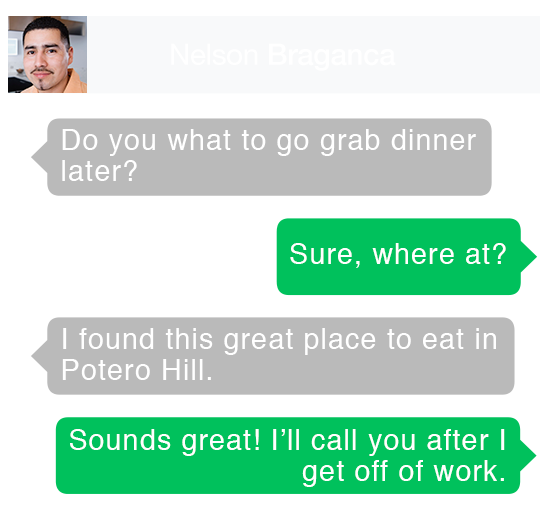 Nelson Braganca
Do you what to go grab dinner
later?
Sure, where at?
I found this great place to eat in
Potero Hill.
Sounds great! I’ll call you after I
get off of work.